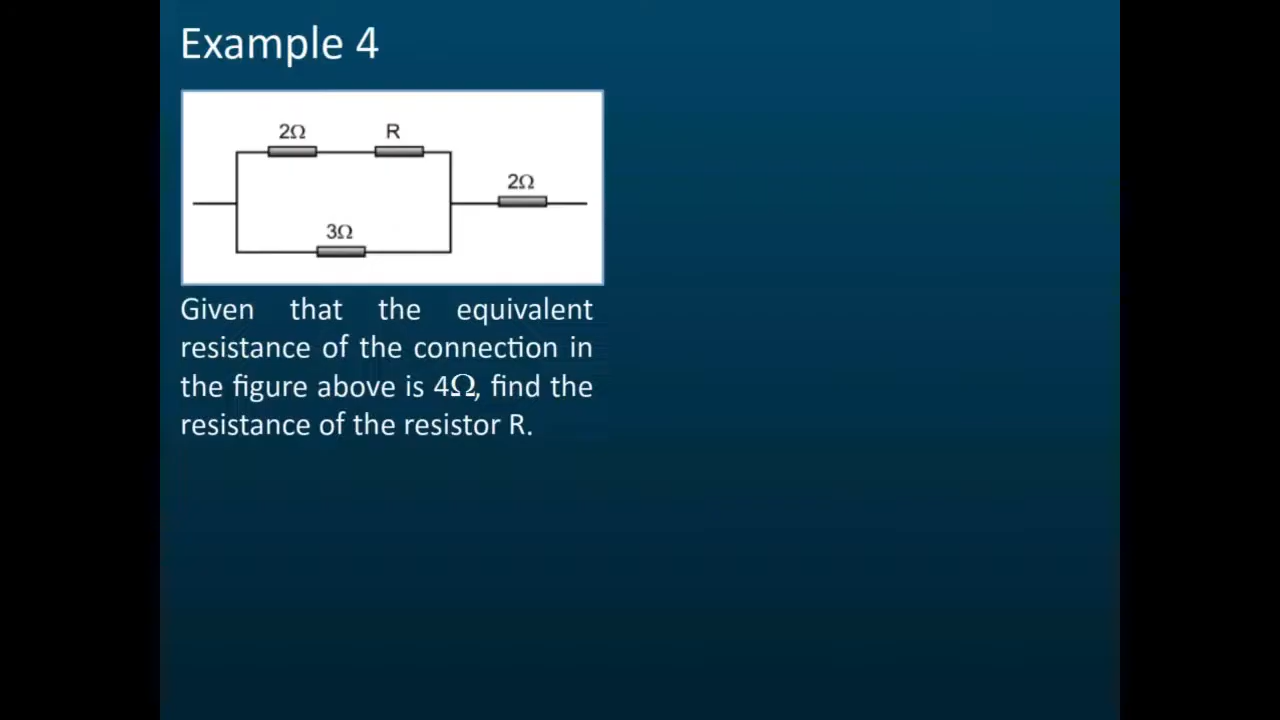 Example 4
2Ω
R
2Ω
3Ω
Given that the equivalent
resistance of the connection in
the figure above is 4Ω, find the
resistance of the resistor R.